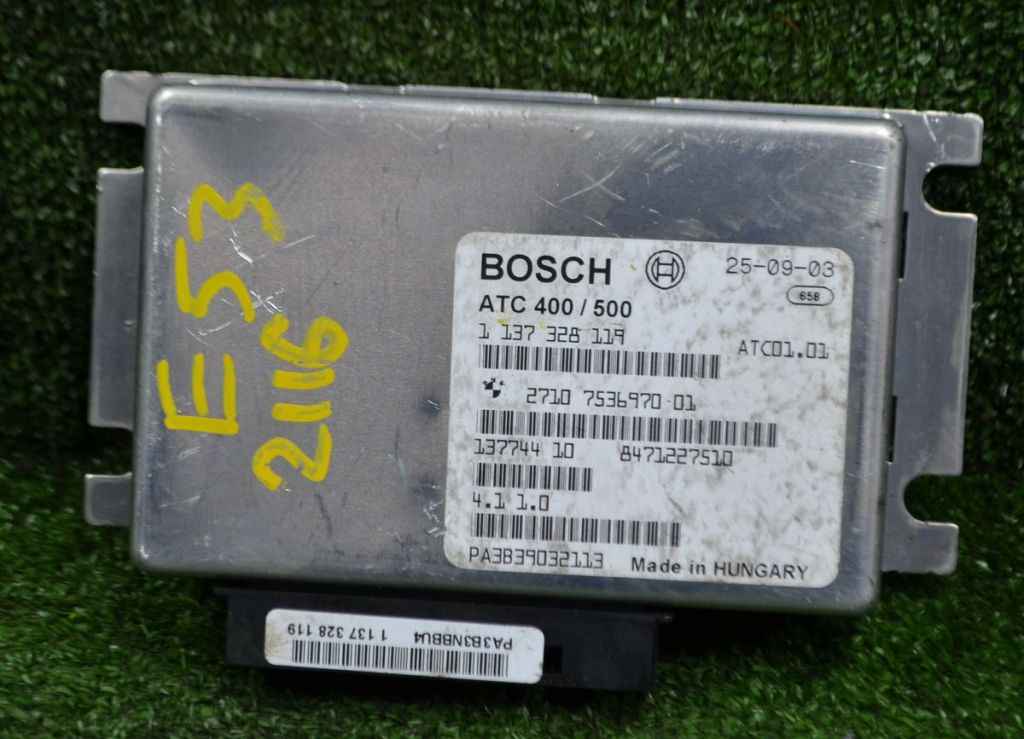 E53
2116
BOSCH 25-09-03
658
ATC 400 / 500
1 137 328 119 ATC01.01
2710 7536970-01
137744 10 8471227510
4.1 1.0
PA3B39032113 Made in HUNGARY
PA3B3NBBU4
1 137 328 119